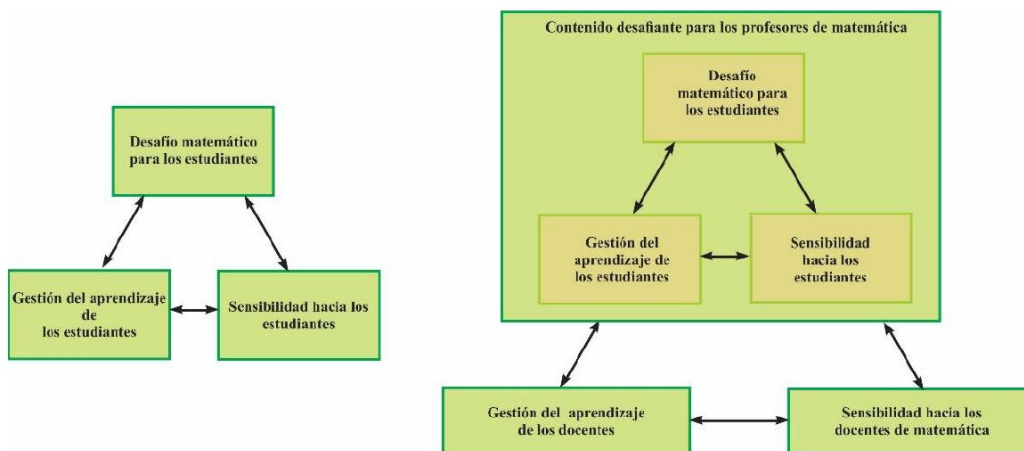 Desafío matemático
para los estudiantes
Gestión del aprendizaje
de
los estudiantes
Sensibilidad hacia los
estudiantes
Contenido desafiante para los profesores de matemática
Desafío
matemático para
los estudiantes
Gestión del
aprendizaje de
los estudiantes
Sensibilidad
hacia los
estudiantes
Gestión del aprendizaje
de los docentes
Sensibilidad hacia los
docentes de matemática